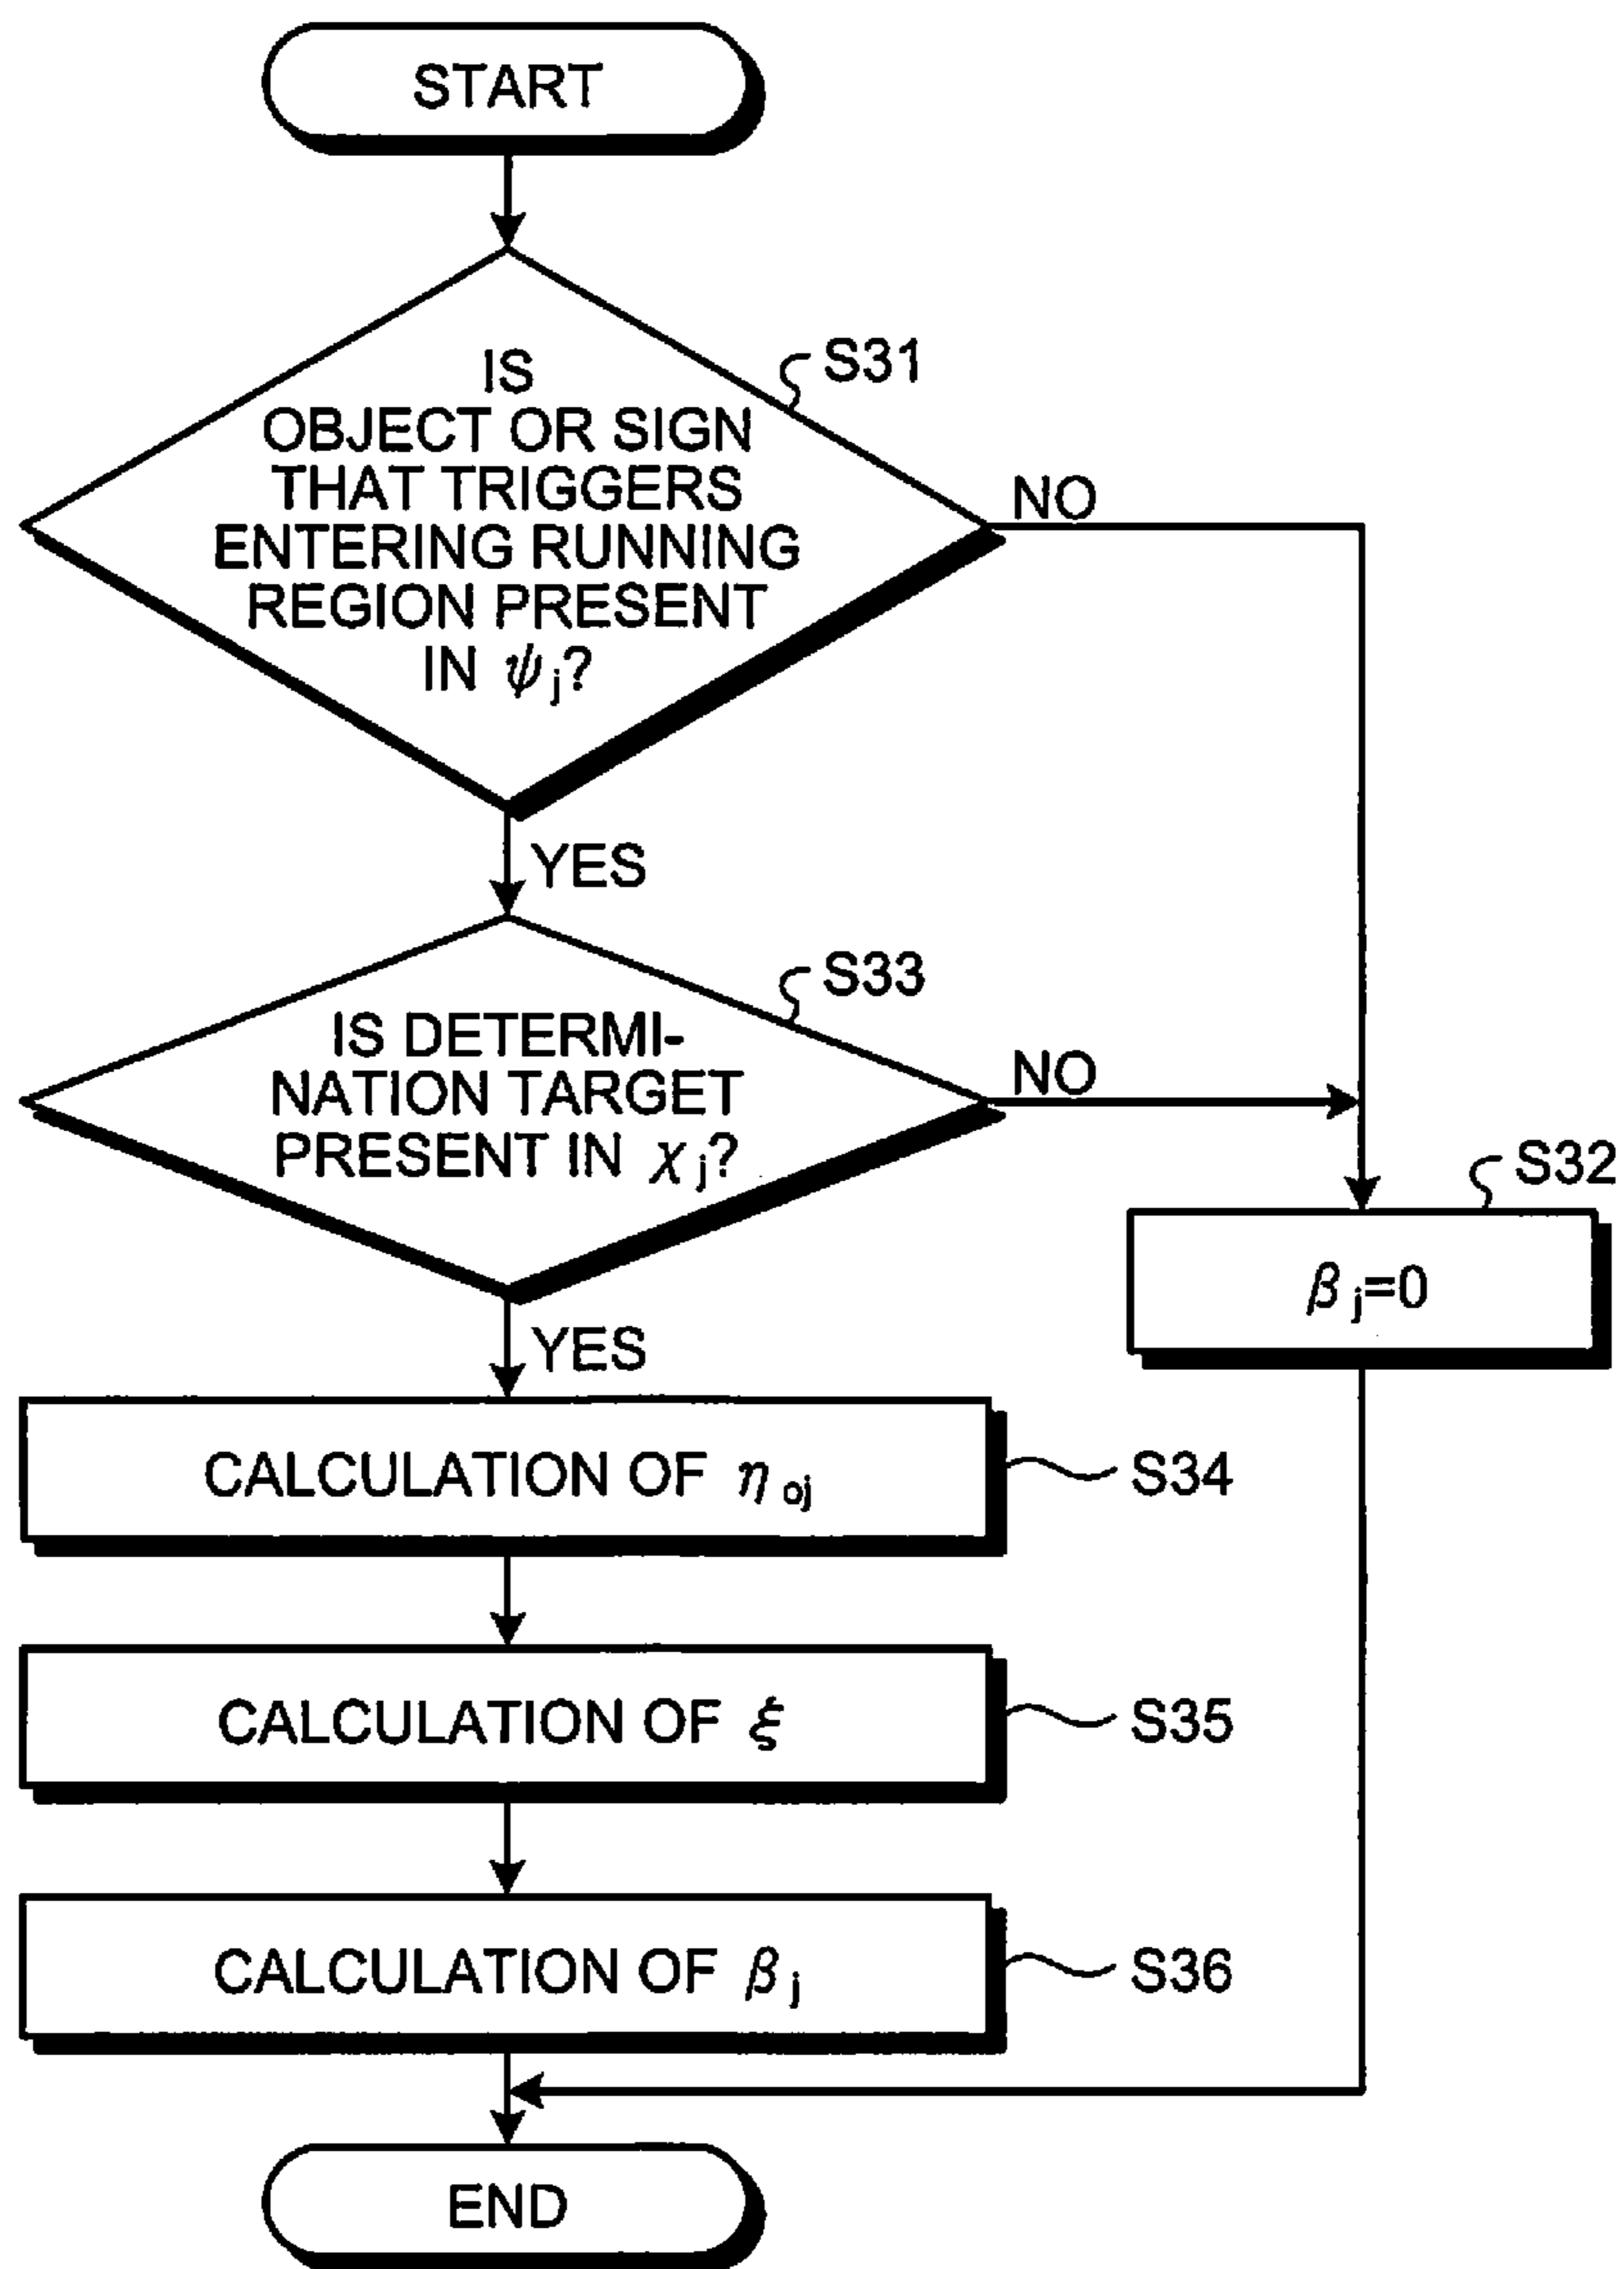 START
IS
OBJECT OR SIGN
THAT TRIGGERS
ENTERING RUNNING
REGION PRESENT
IN ψj?
S31
NO
YES
IS DETERMI-
NATION TARGET
PRESENT IN χj?
S33
NO
S32
βj=0
YES
CALCULATION OF ηoj
S34
CALCULATION OF ξ
S35
CALCULATION OF βj
S36
END